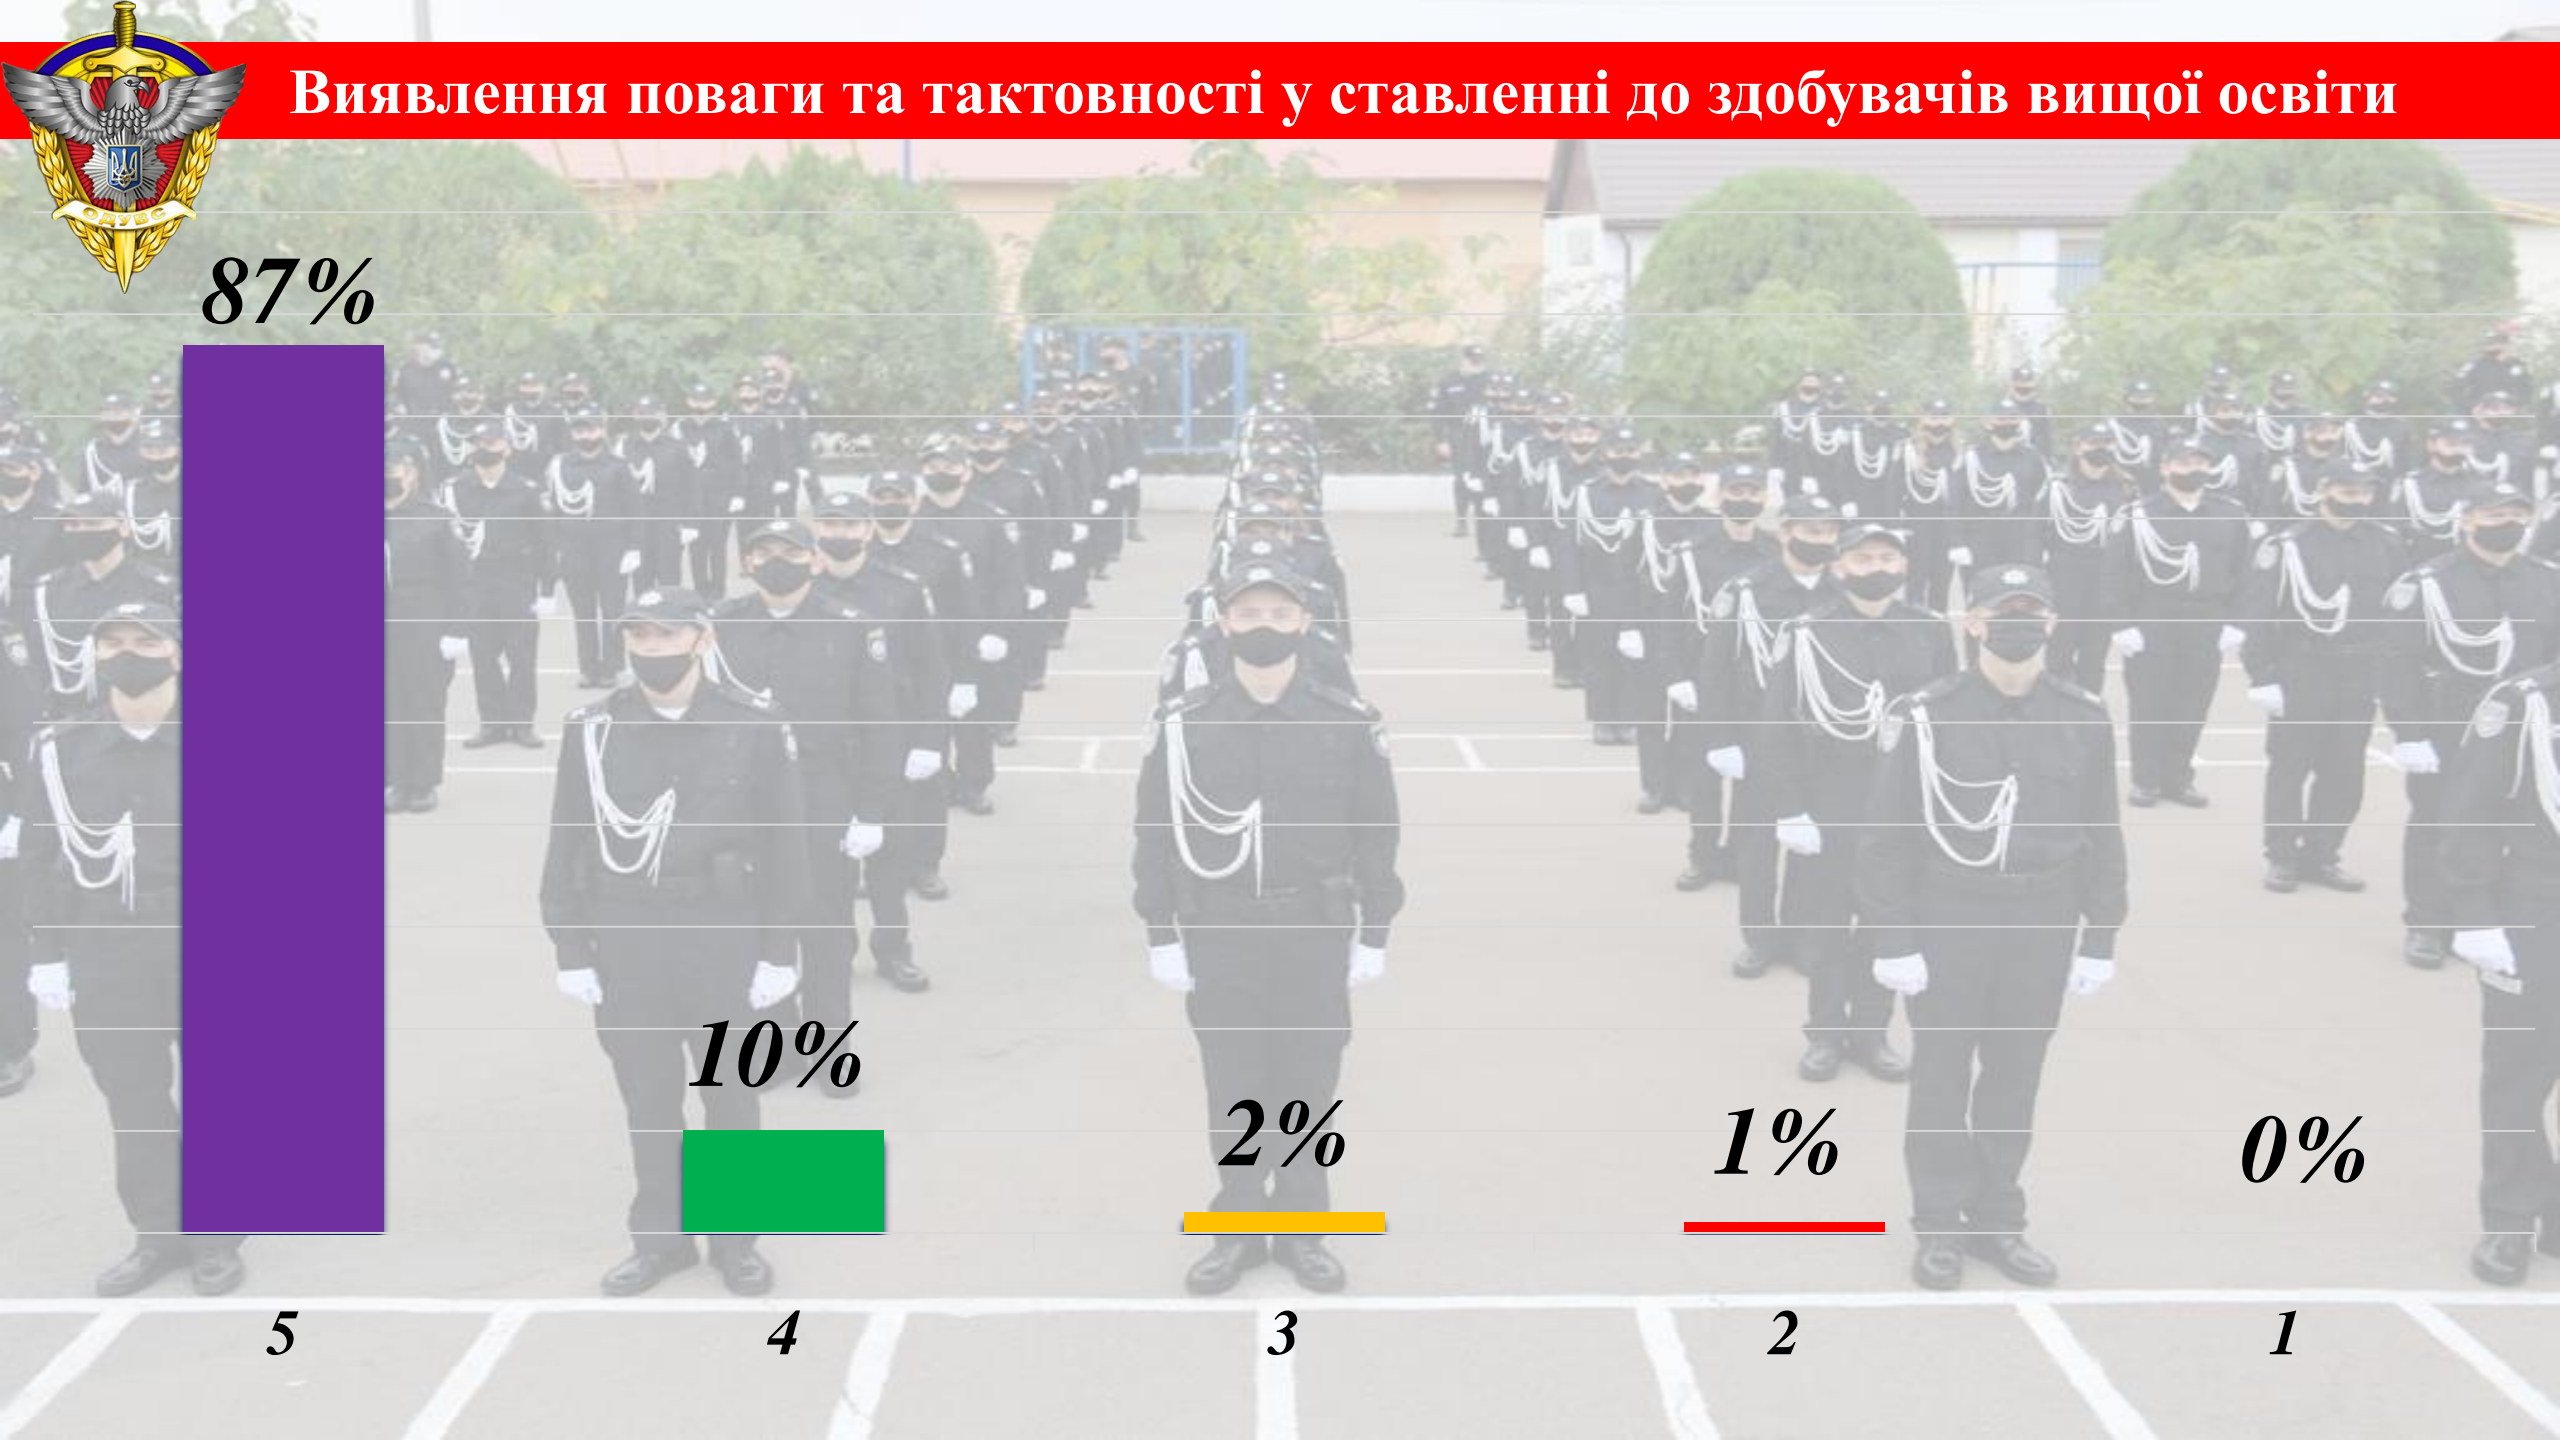 Виявлення поваги та тактовності у ставленні до здобувачів вищої освіти
ОДУВС
87%
10%
2%
1%
0%
5 4 3 2 1